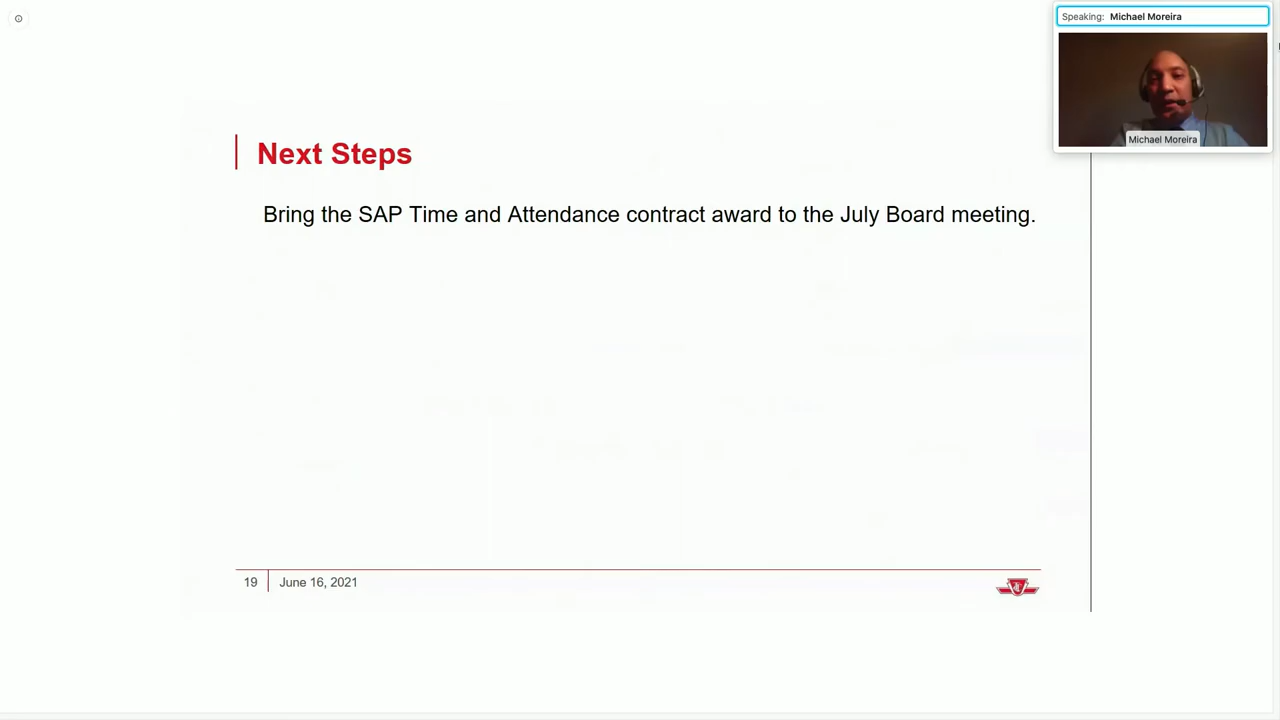 Speaking: Michael Moreira
Michael Moreira
Next Steps
Bring the SAP Time and Attendance contract award to the July Board meeting.
19
June 16, 2021